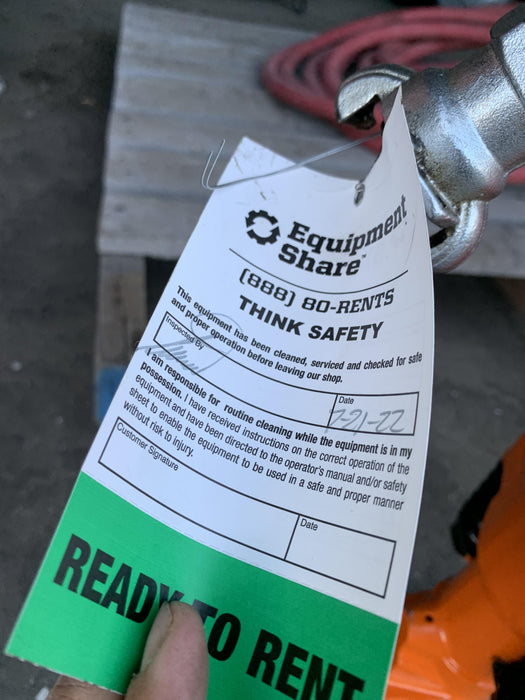 Equipment
Share™
(888) 80-RENTS
THINK SAFETY
This equipment has been cleaned, serviced and checked for safe
and proper operation before leaving our shop.
Inspected By
Date
7-21-22
I am responsible for routine cleaning while the equipment is in my
possession. I have received instructions on the correct operation of the
equipment and have been directed to the operator's manual and/or safety
sheet to enable the equipment to be used in a safe and proper manner
without risk to injury.
Customer Signature
Date
READY TO RENT